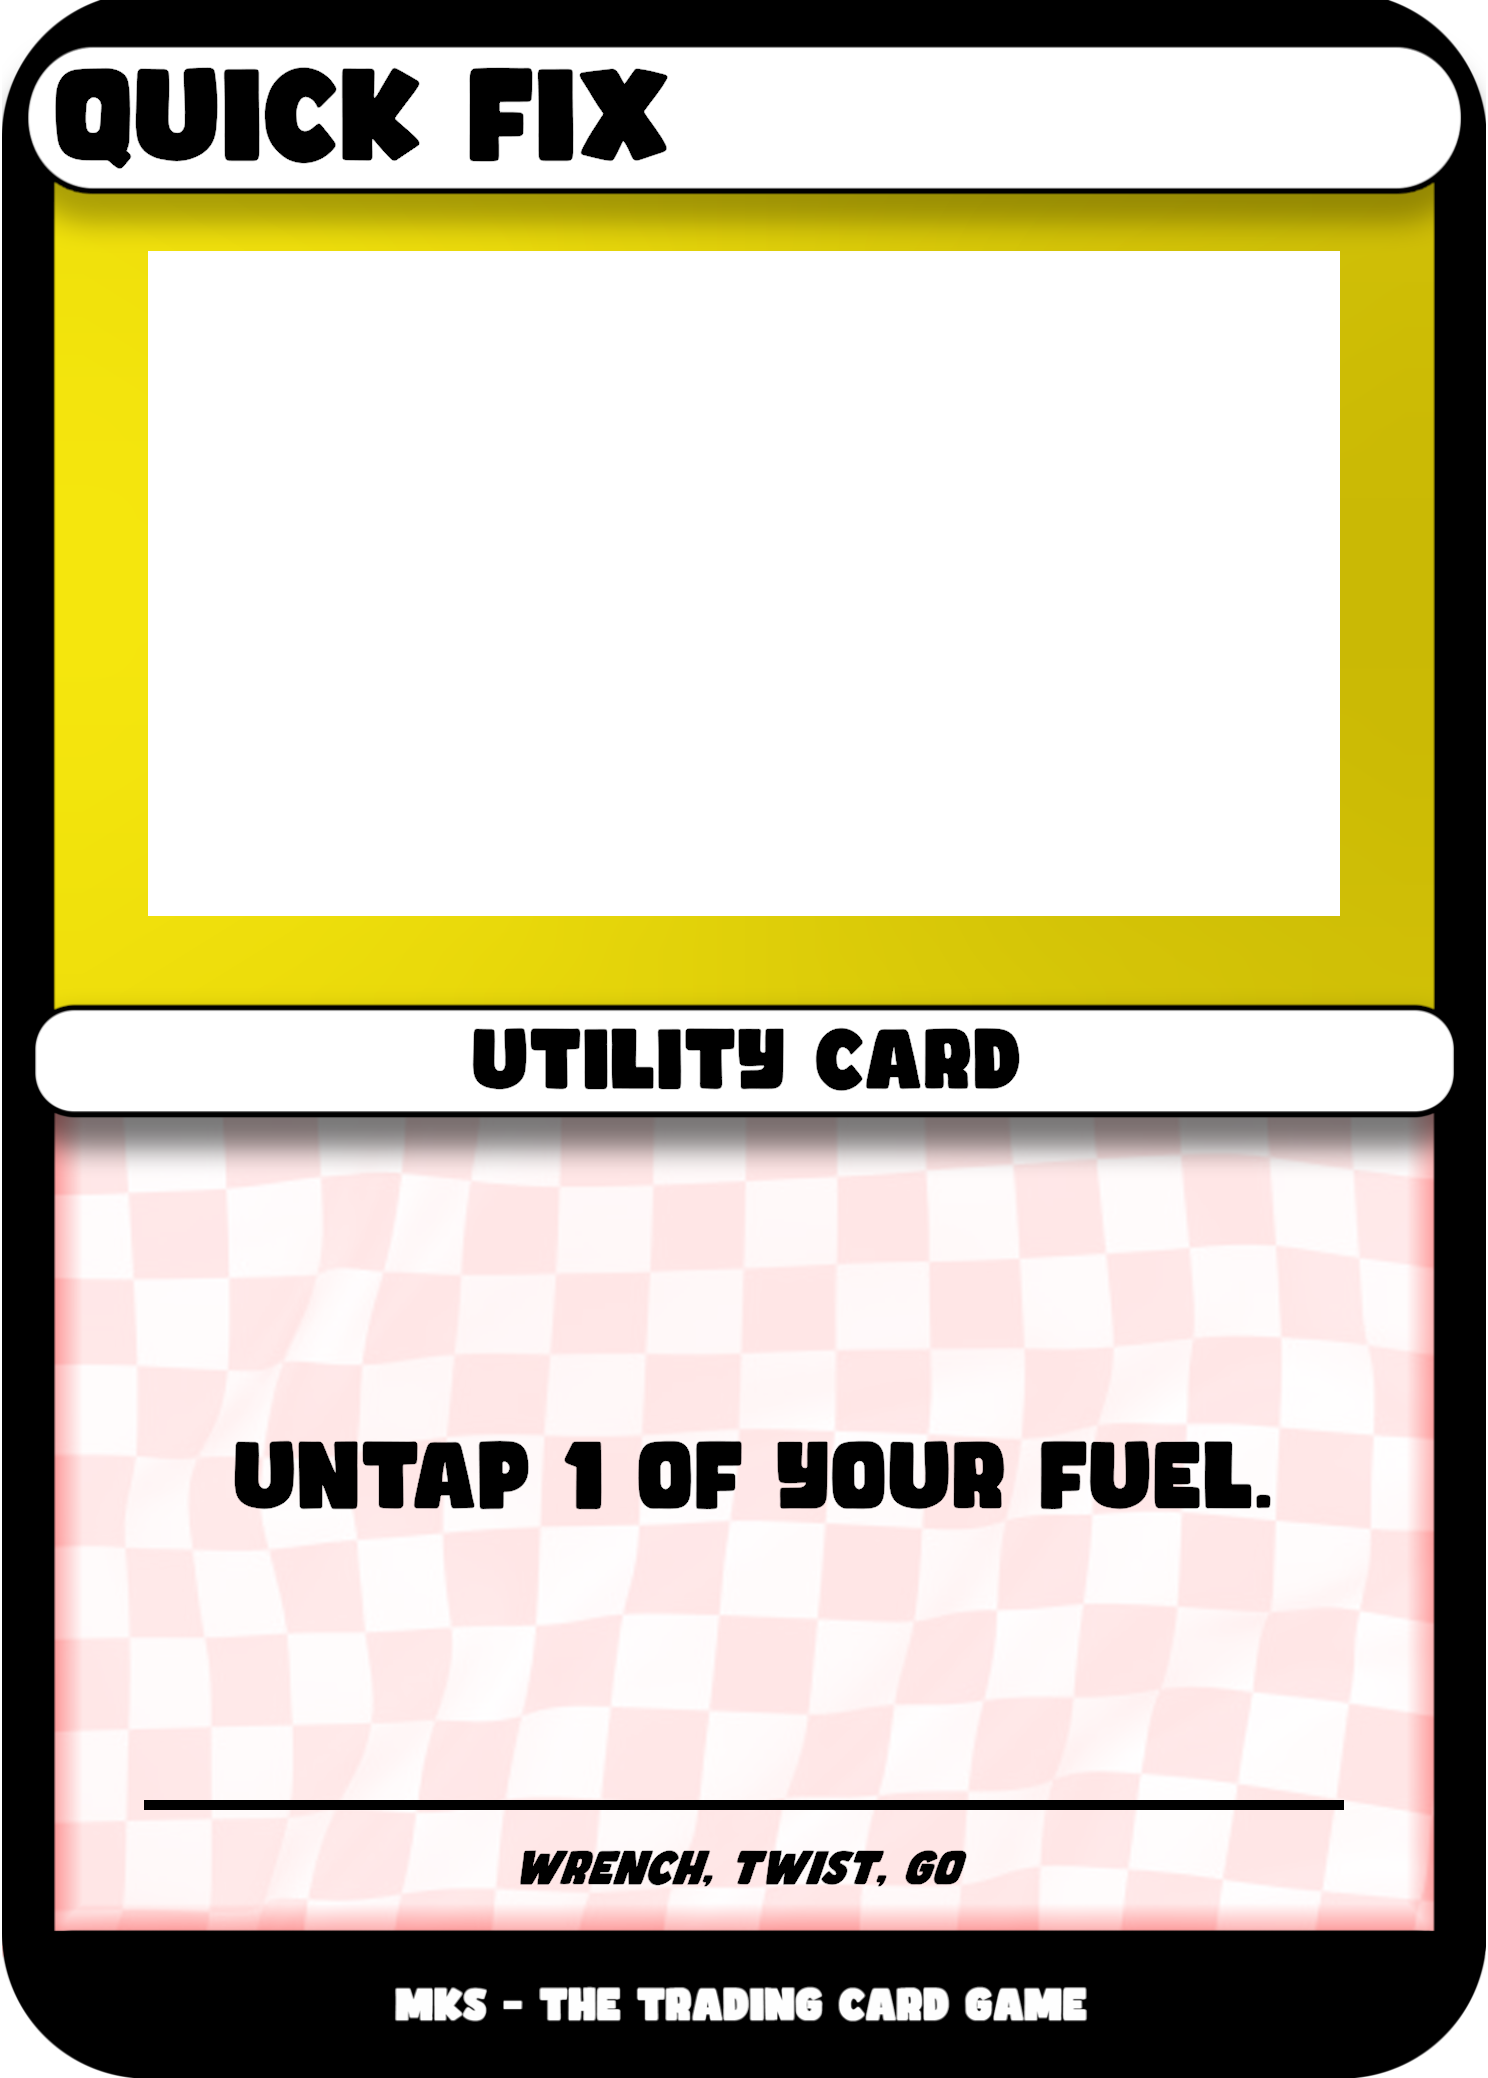 QUICK FIX
UTILITY CARD
UNTAP 1 OF YOUR FUEL.
WRENCH, TWIST, GO
MKS - THE TRADING CARD GAME